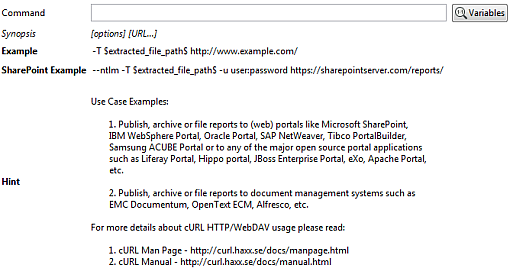 Command Variables
Synopsis [options] [URL...]
Example -T $extracted_file_path$ http://www.example.com/
SharePoint Example --ntlm -T $extracted_file_path$ -u user:password https://sharepointserver.com/reports/
Use Case Examples:
1. Publish, archive or file reports to (web) portals like Microsoft SharePoint,
IBM WebSphere Portal, Oracle Portal, SAP NetWeaver, Tibco PortalBuilder,
Samsung ACUBE Portal or to any of the major open source portal applications
such as Liferay Portal, Hippo portal, JBoss Enterprise Portal, eXo, Apache Portal,
etc.
Hint
2. Publish, archive or file reports to document management systems such as
EMC Documentum, OpenText ECM, Alfresco, etc.
For more details about cURL HTTP/WebDAV usage please read:
1. cURL Man Page - http://curl.haxx.se/docs/manpage.html
2. cURL Manual - http://curl.haxx.se/docs/manual.html